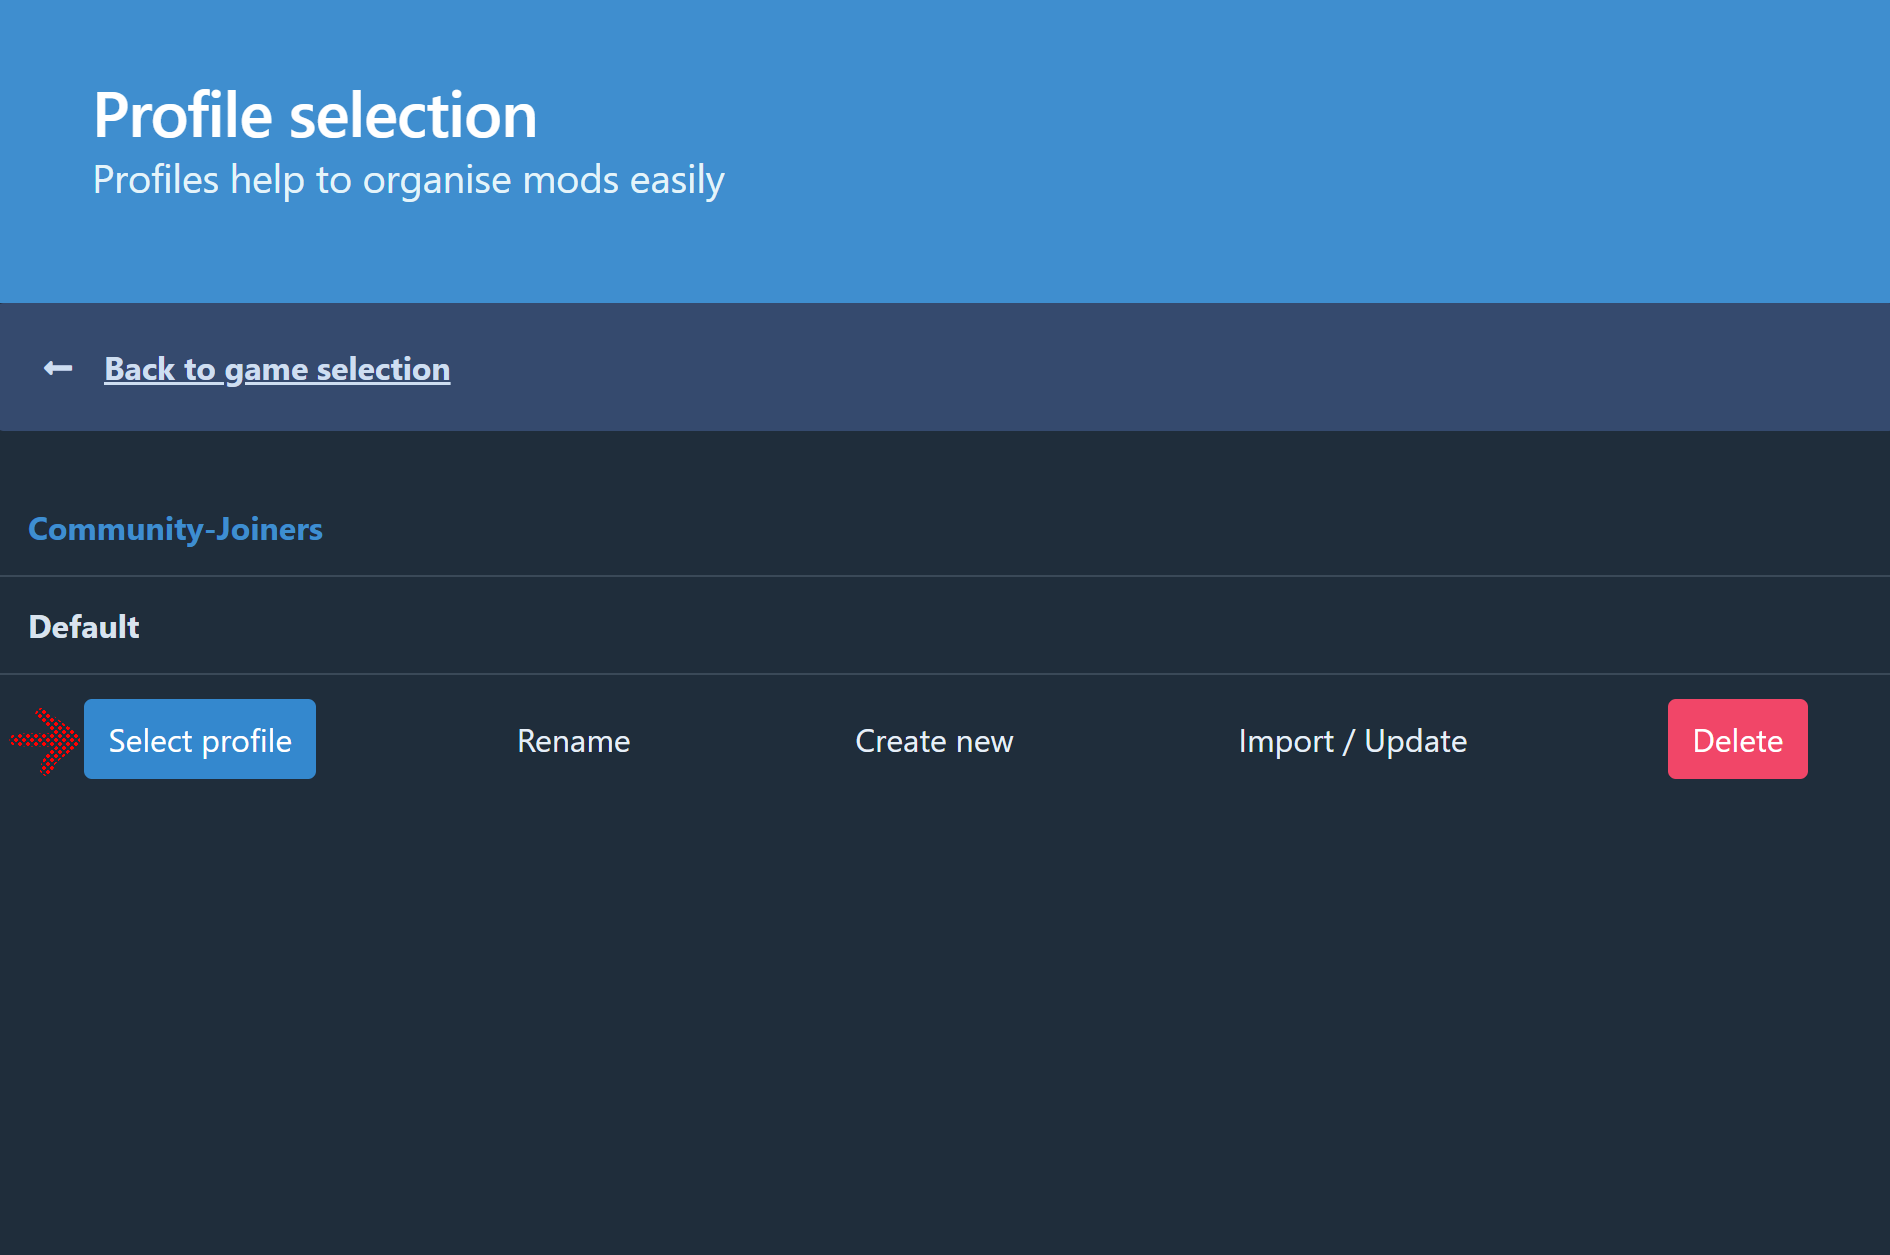 Profile selection
Profiles help to organise mods easily
Back to game selection
Community-Joiners
Default
Select profile Rename Create new Import / Update Delete